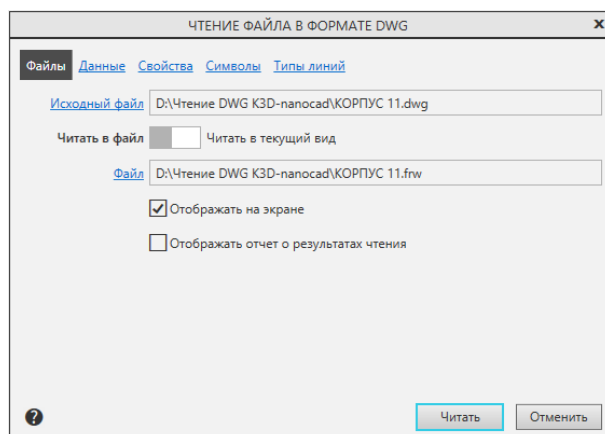 ЧТЕНИЕ ФАЙЛА В ФОРМАТЕ DWG
Файлы Данные Свойства Символы Типы линий
Исходный файл D:\Чтение DWG K3D-nanocad\КОРПУС 11.dwg
Читать в файл Читать в текущий вид
Файл D:\Чтение DWG K3D-nanocad\КОРПУС 11.frw
Отображать на экране
Отображать отчет о результатах чтения
? Читать Отменить